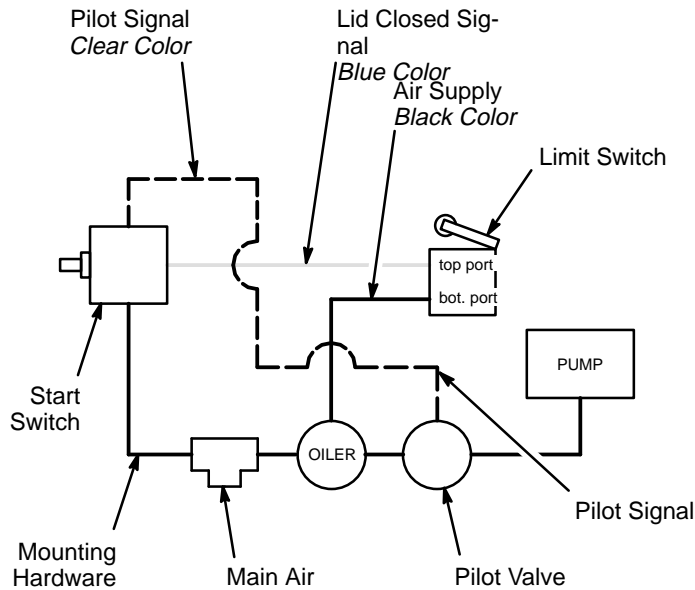 Pilot Signal
Clear Color
Lid Closed Sig-
nal
Blue Color
Air Supply
Black Color
Limit Switch
top port
bot. port
PUMP
Start
Switch
OILER
Pilot Signal
Mounting
Hardware
Main Air
Pilot Valve